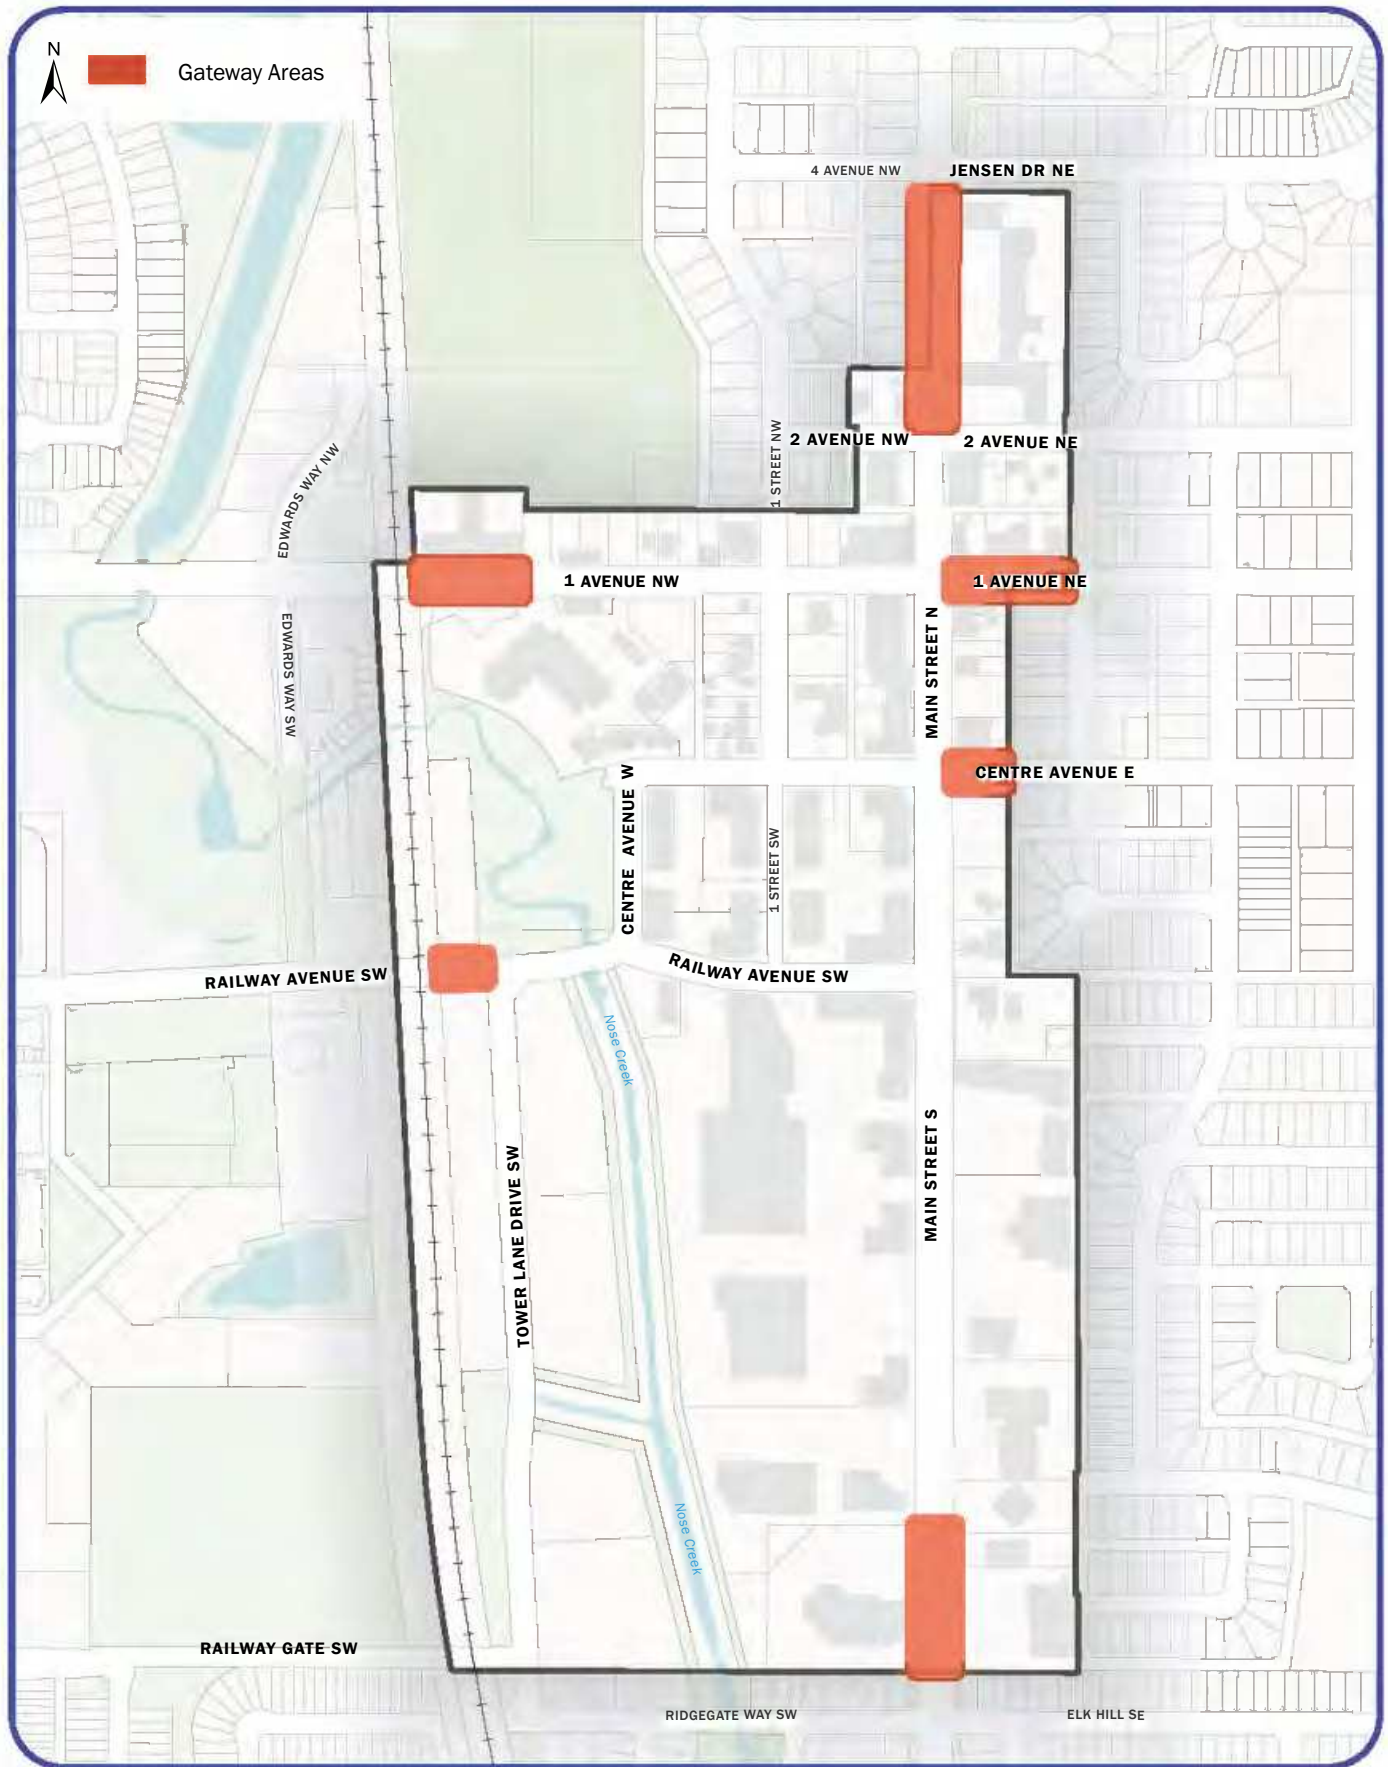 N
Gateway Areas
4 AVENUE NW
JENSEN DR NE
1 STREET NW
2 AVENUE NW
2 AVENUE NE
EDWARDS WAY NW
1 AVENUE NW
1 AVENUE NE
EDWARDS WAY SW
MAIN STREET N
CENTRE AVENUE W
CENTRE AVENUE E
1 STREET SW
RAILWAY AVENUE SW
RAILWAY AVENUE SW
Nose Creek
TOWER LANE DRIVE SW
MAIN STREET S
Nose Creek
RAILWAY GATE SW
RIDGEGATE WAY SW
ELK HILL SE